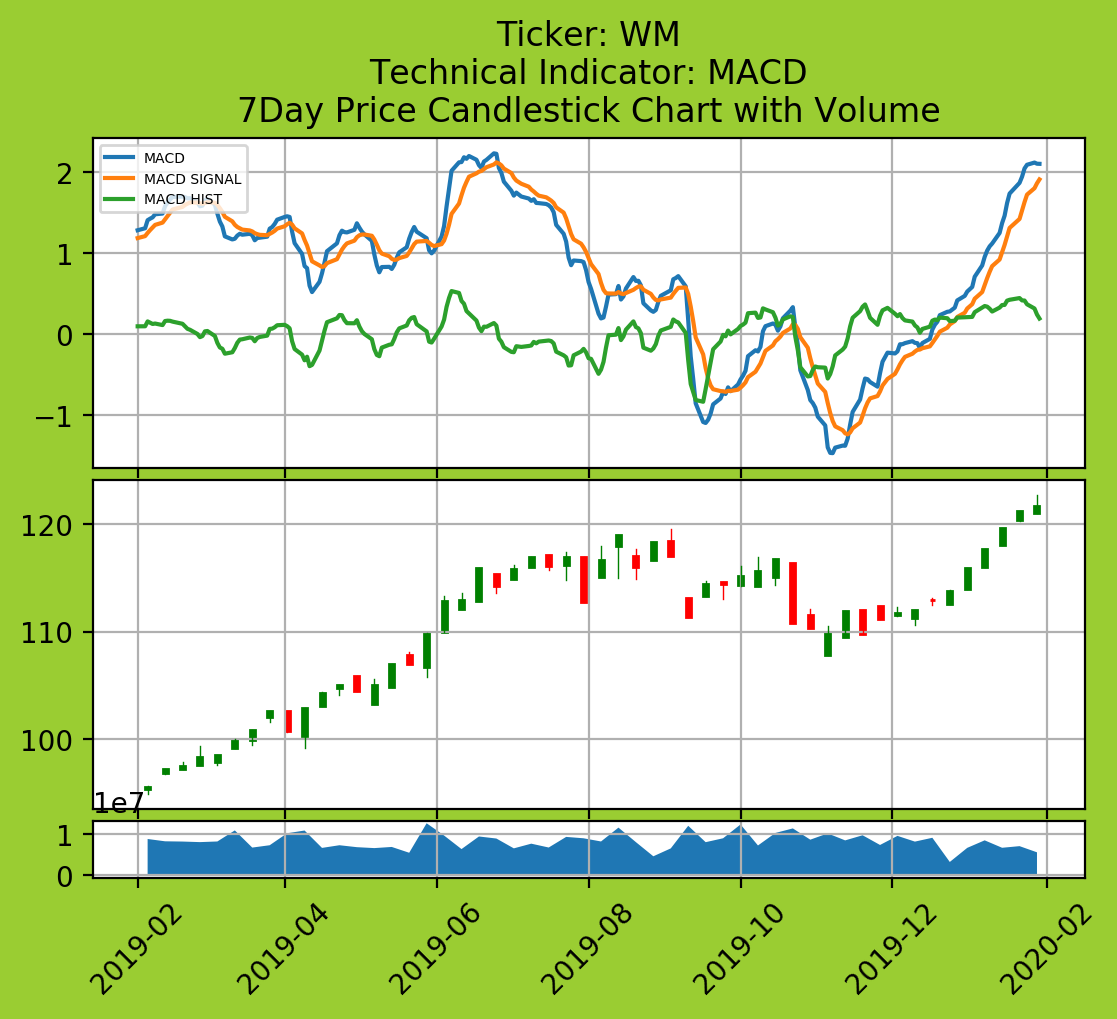 Ticker: WM
Technical Indicator: MACD
7Day Price Candlestick Chart with Volume
MACD
MACD SIGNAL
MACD HIST
2
1
0
−1
120
110
100
1e7
1
0
2019-02
2019-04
2019-06
2019-08
2019-10
2019-12
2020-02